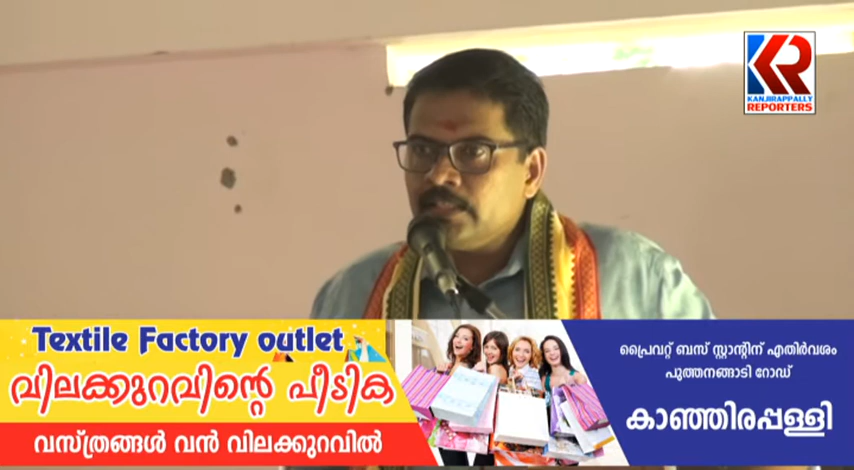 KR
KANJIRAPPALLY
REPORTERS
Textile Factory outlet
വിലക്കുറവിന്റെ പീടിക
വസ്ത്രങ്ങൾ വൻ വിലക്കുറവിൽ
പ്രൈവറ്റ് ബസ് സ്റ്റാന്റിന് എതിർവശം
പുത്തനങ്ങാടി റോഡ്
കാഞ്ഞിരപ്പള്ളി